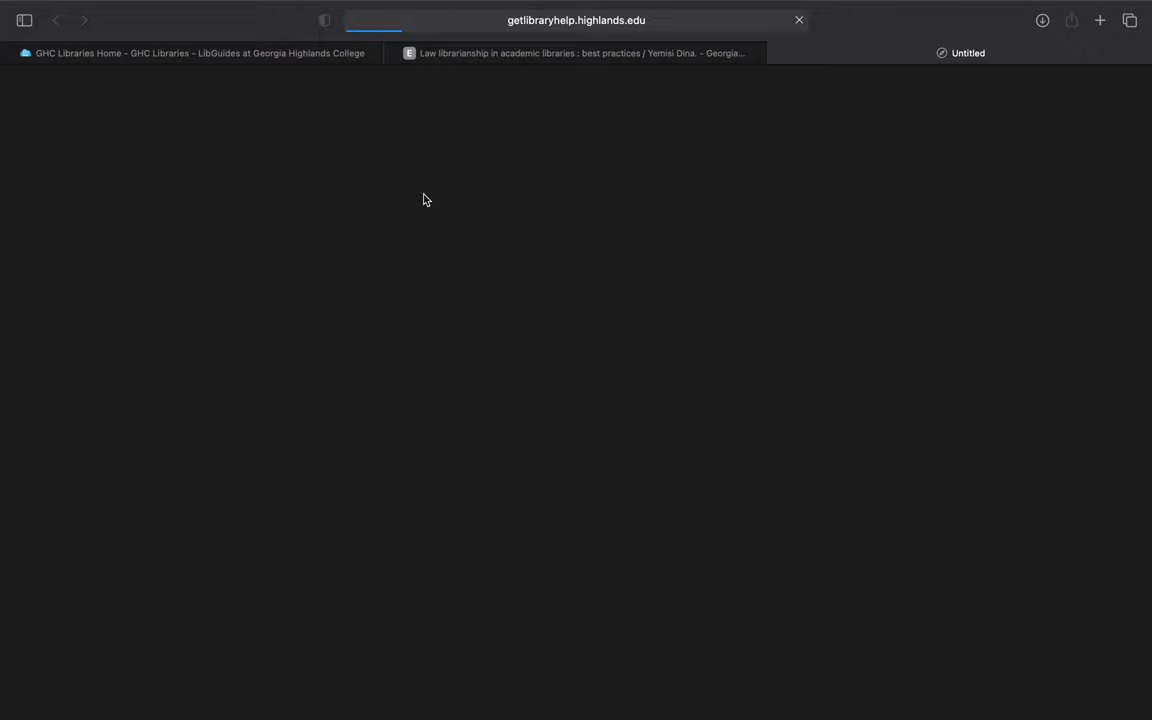 getlibraryhelp.highlands.edu
GHC Libraries Home - GHC Libraries - LibGuides at Georgia Highlands College
E Law librarianship in academic libraries : best practices / Yemisi Dina. - Georgia...
Untitled